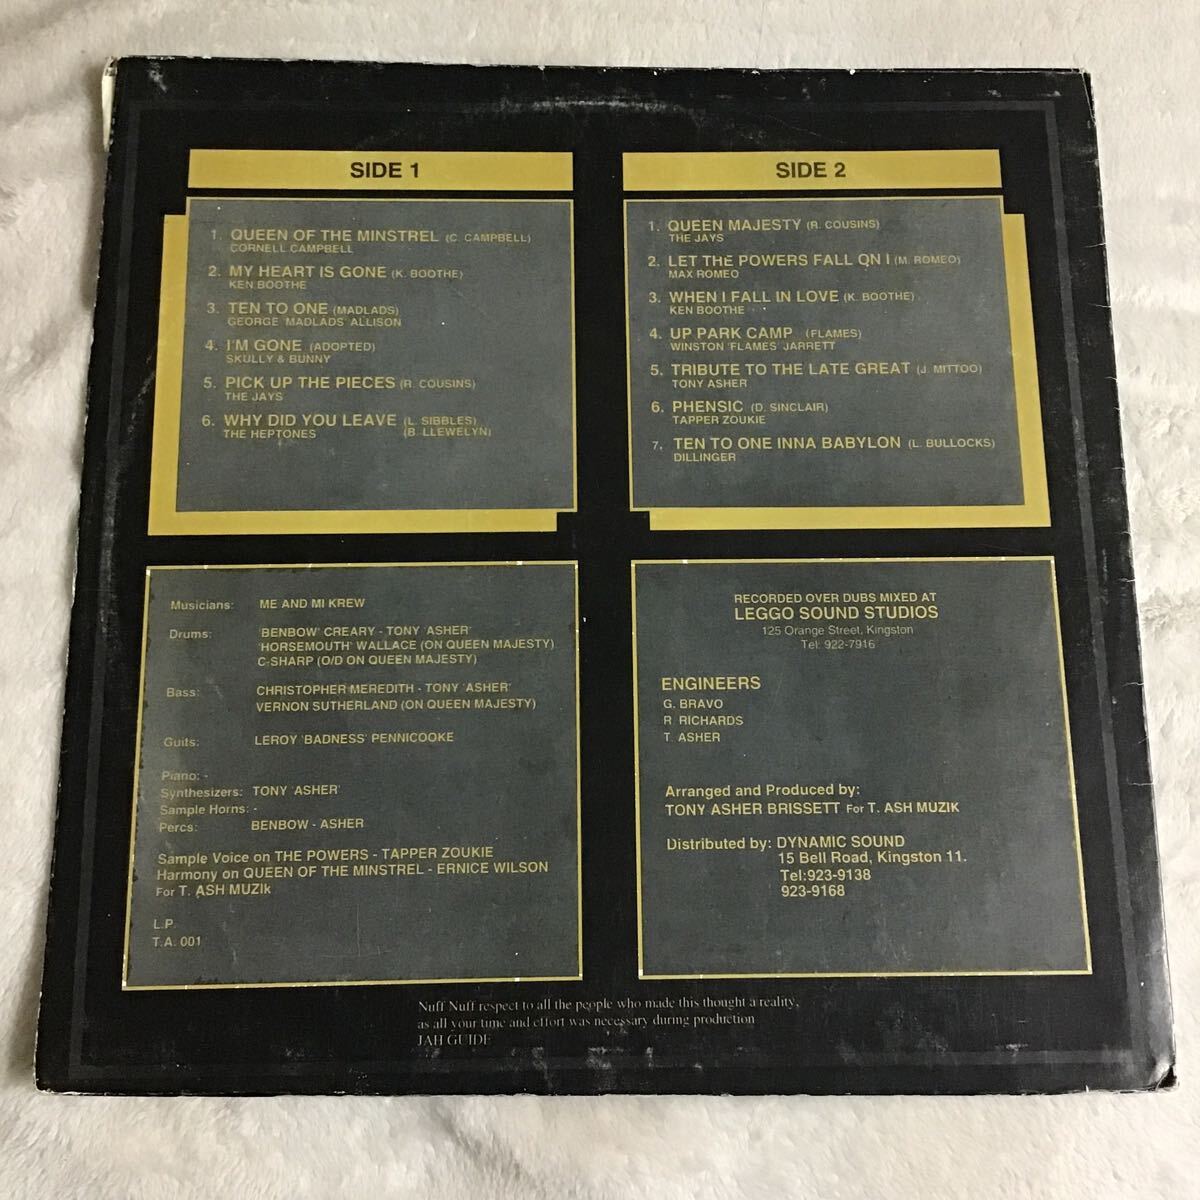 SIDE 1
1. QUEEN OF THE MINSTREL (C. CAMPBELL)
CORNELL CAMPBELL
2. MY HEART IS GONE (K. BOOTHE)
KEN BOOTHE
3. TEN TO ONE (MADLADS)
GEORGE 'MADLADS' ALLISON
4. I'M GONE (ADOPTED)
SKULLY & BUNNY
5. PICK UP THE PIECES (R. COUSINS)
THE JAYS
6. WHY DID YOU LEAVE (L. SIBBLES)
THE HEPTONES (B. LLEWELYN)
SIDE 2
1. QUEEN MAJESTY (R. COUSINS)
THE JAYS
2. LET THE POWERS FALL ON I (M. ROMEO)
MAX ROMEO
3. WHEN I FALL IN LOVE (K. BOOTHE)
KEN BOOTHE
4. UP PARK CAMP (FLAMES)
WINSTON 'FLAMES' JARRETT
5. TRIBUTE TO THE LATE GREAT (J. MITTOO)
TONY ASHER
6. PHENSIC (D. SINCLAIR)
TAPPER ZOUKIE
7. TEN TO ONE INNA BABYLON (L. BULLOCKS)
DILLINGER
Musicians: ME AND MI KREW
Drums: 'BENBOW' CREARY - TONY 'ASHER'
'HORSEMOUTH' WALLACE (ON QUEEN MAJESTY)
C-SHARP (O/D ON QUEEN MAJESTY)
Bass: CHRISTOPHER MEREDITH - TONY 'ASHER'
VERNON SUTHERLAND (ON QUEEN MAJESTY)
Guits: LEROY 'BADNESS' PENNICOOKE
Piano: -
Synthesizers: TONY 'ASHER'
Sample Horns: -
Percs: BENBOW - ASHER
Sample Voice on THE POWERS - TAPPER ZOUKIE
Harmony on QUEEN OF THE MINSTREL - ERNICE WILSON
For T. ASH MUZIk
L.P.
T.A. 001
RECORDED OVER DUBS MIXED AT
LEGGO SOUND STUDIOS
125 Orange Street, Kingston
Tel: 922-7916
ENGINEERS
G. BRAVO
R. RICHARDS
T. ASHER
Arranged and Produced by:
TONY ASHER BRISSETT For T. ASH MUZIK
Distributed by: DYNAMIC SOUND
15 Bell Road, Kingston 11.
Tel:923-9138
923-9168
Nuff Nuff respect to all the people who made this thought a reality,
as all your time and effort was necessary during production
JAH GUIDE